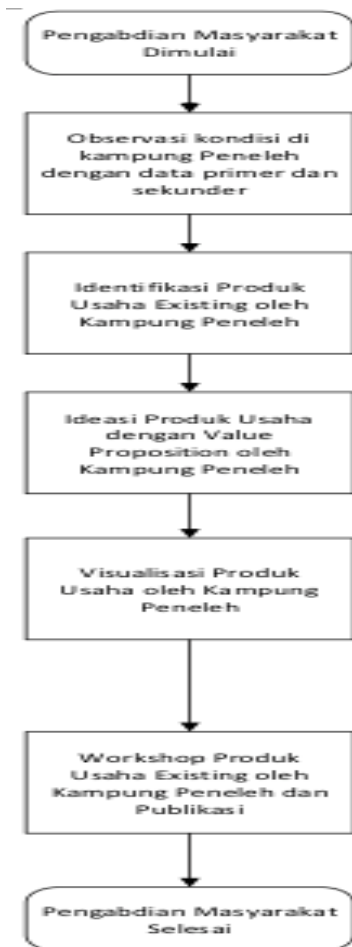 Pengabdian Masyarakat
Dimulai
Observasi kondisi di
kampung Peneleh
dengan data primer dan
sekunder
Identifikasi Produk
Usaha Existing oleh
Kampung Peneleh
Ideasi Produk Usaha
dengan Value
Proposition oleh
Kampung Peneleh
Visualisasi Produk
Usaha oleh Kampung
Peneleh
Workshop Produk
Usaha Existing oleh
Kampung Peneleh dan
Publikasi
Pengabdian Masyarakat
Selesai